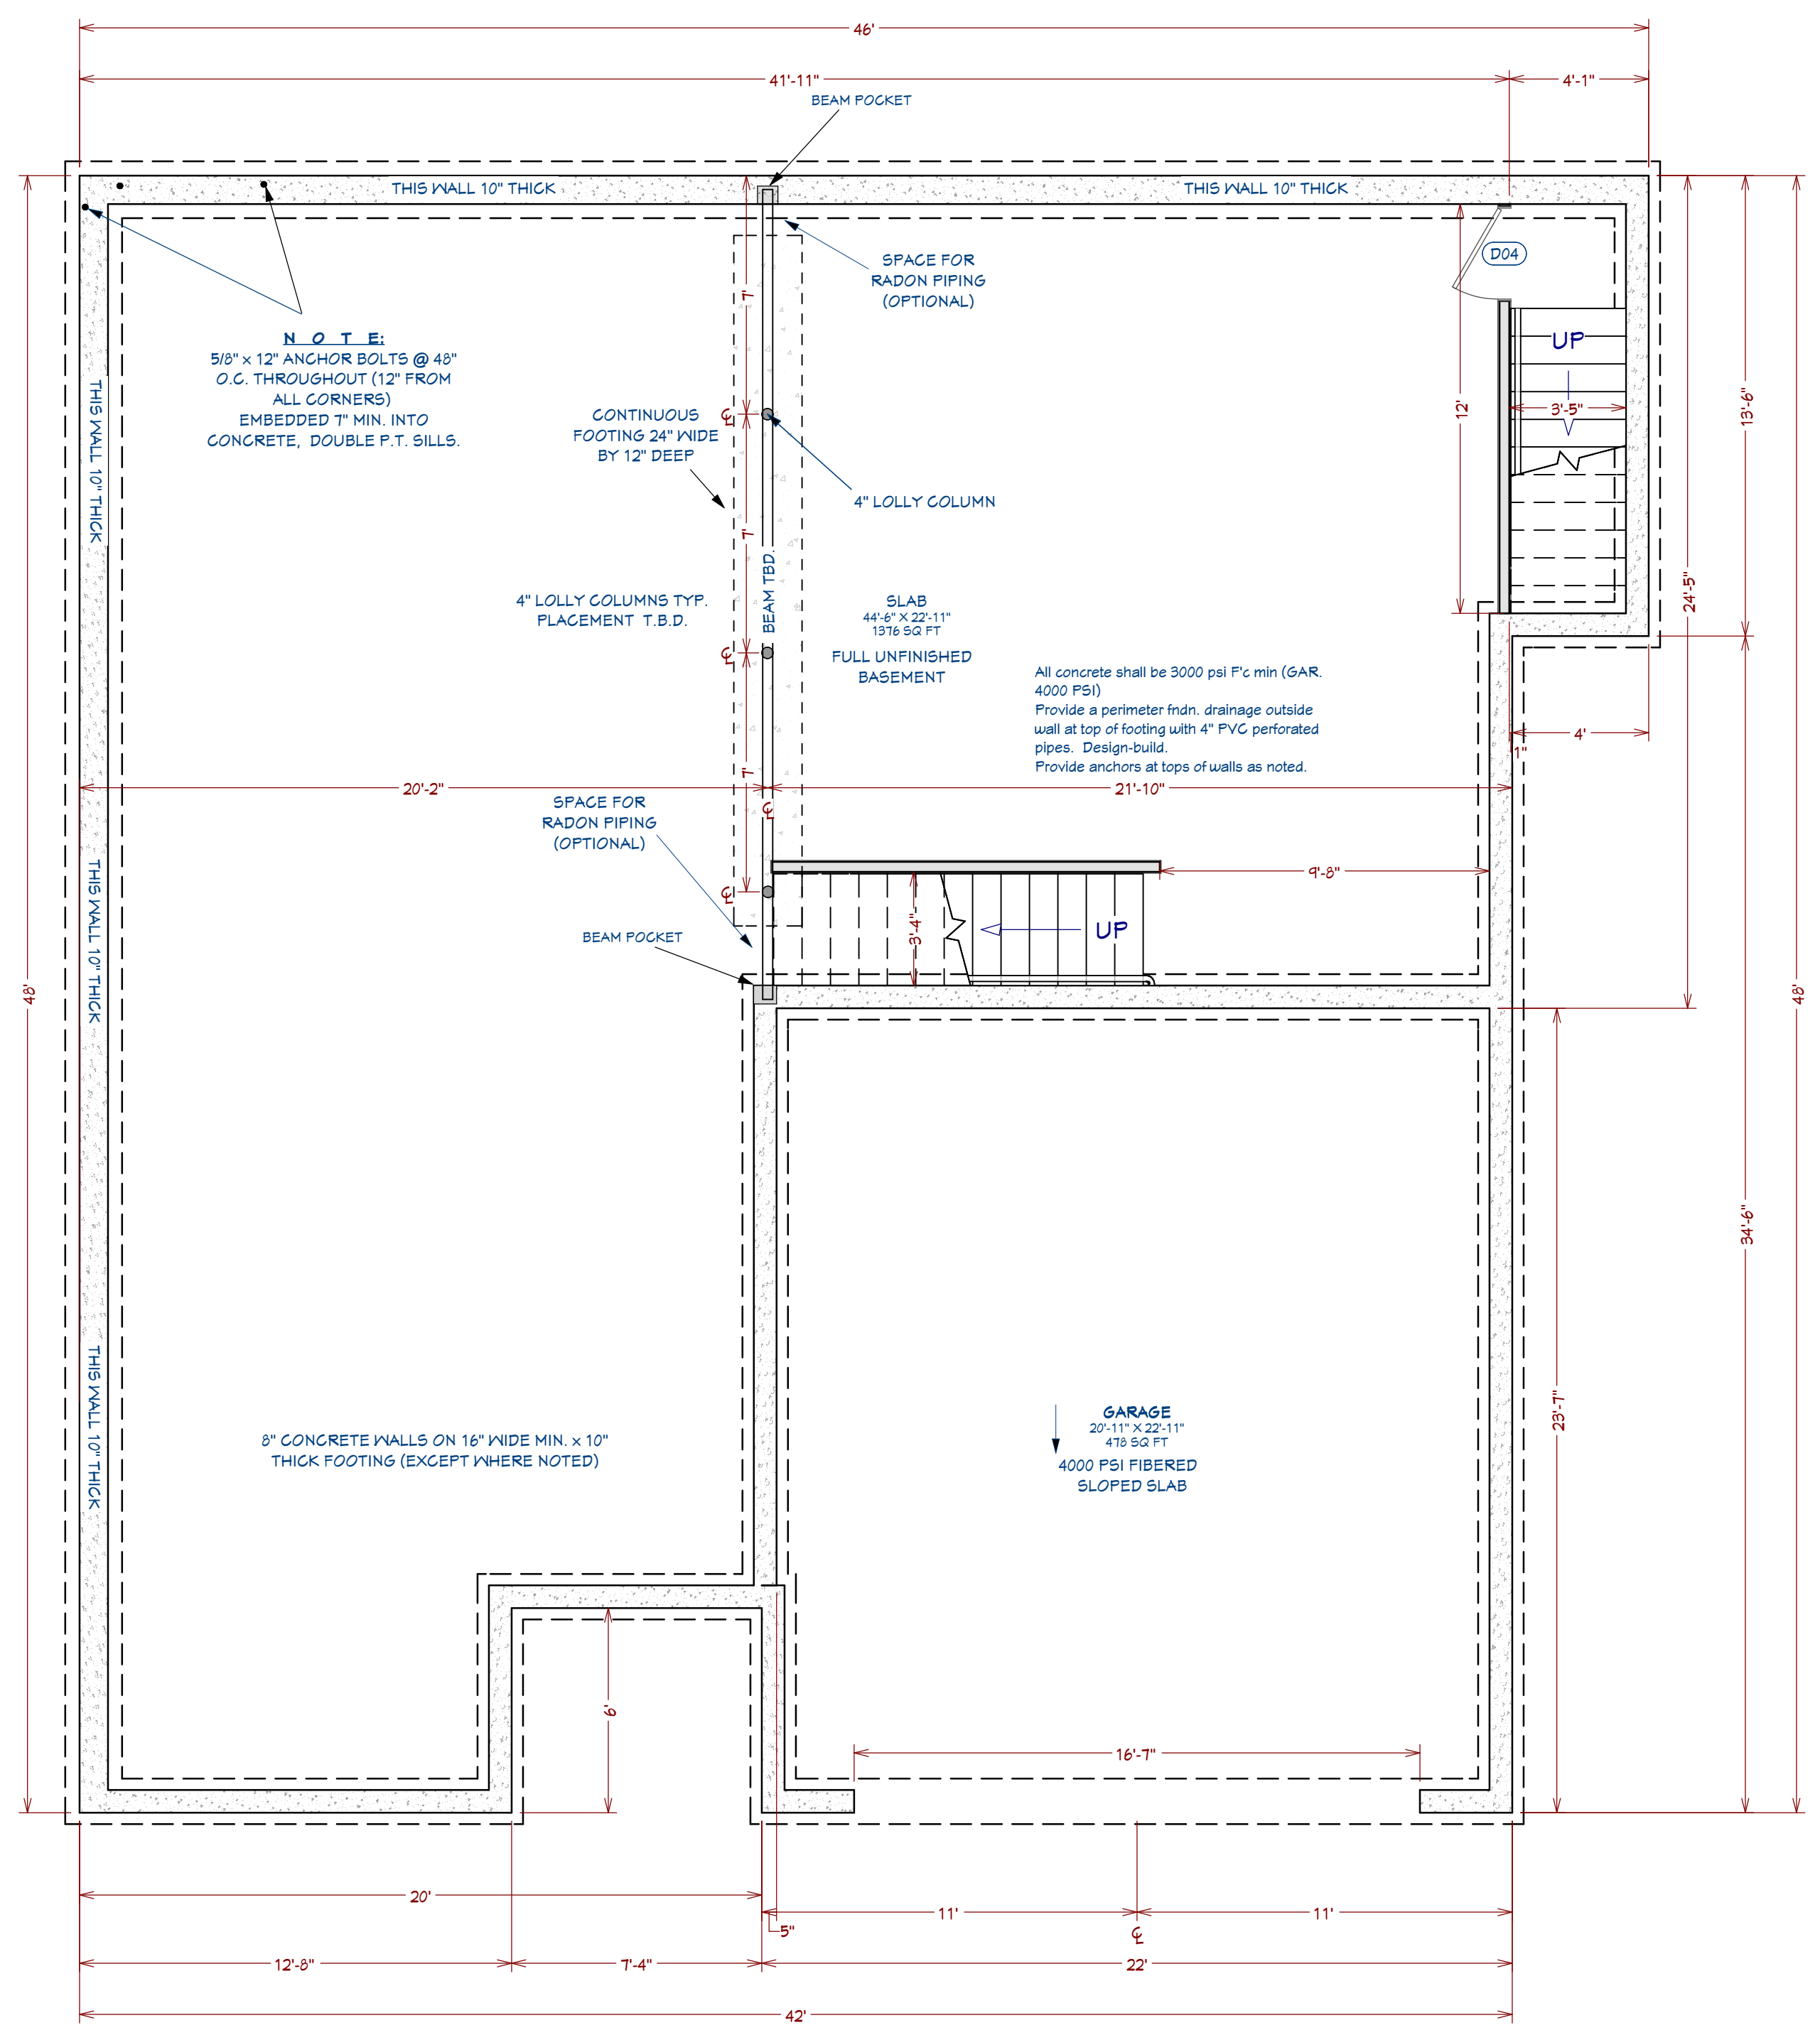 46'
41'-11"
4'-1"
BEAM POCKET
THIS WALL 10" THICK
THIS WALL 10" THICK
D04
SPACE FOR
RADON PIPING
(OPTIONAL)
7'
N O T E:
5/8" x 12" ANCHOR BOLTS @ 48"
O.C. THROUGHOUT (12" FROM
ALL CORNERS)
EMBEDDED 7" MIN. INTO
CONCRETE, DOUBLE P.T. SILLS.
UP
THIS WALL 10" THICK
CONTINUOUS
FOOTING 24" WIDE
BY 12" DEEP
℄
12'
3'-5"
13'-6"
4" LOLLY COLUMN
7'
BEAM TBD.
24'-5"
4" LOLLY COLUMNS TYP.
PLACEMENT T.B.D.
SLAB
44'-6" X 22'-11"
1376 SQ FT
FULL UNFINISHED
BASEMENT
℄
All concrete shall be 3000 psi F'c min (GAR.
4000 PSI)
Provide a perimeter fndn. drainage outside
wall at top of footing with 4" PVC perforated
pipes. Design-build.
Provide anchors at tops of walls as noted.
4'
1"
7'
20'-2"
21'-10"
℄
SPACE FOR
RADON PIPING
(OPTIONAL)
9'-8"
℄
THIS WALL 10" THICK
3'-4"
UP
BEAM POCKET
48'
48'
34'-6"
23'-7"
THIS WALL 10" THICK
GARAGE
20'-11" X 22'-11"
478 SQ FT
4000 PSI FIBERED
SLOPED SLAB
8" CONCRETE WALLS ON 16" WIDE MIN. x 10"
THICK FOOTING (EXCEPT WHERE NOTED)
6'
16'-7"
20'
11'
11'
5"
℄
12'-8"
7'-4"
22'
42'